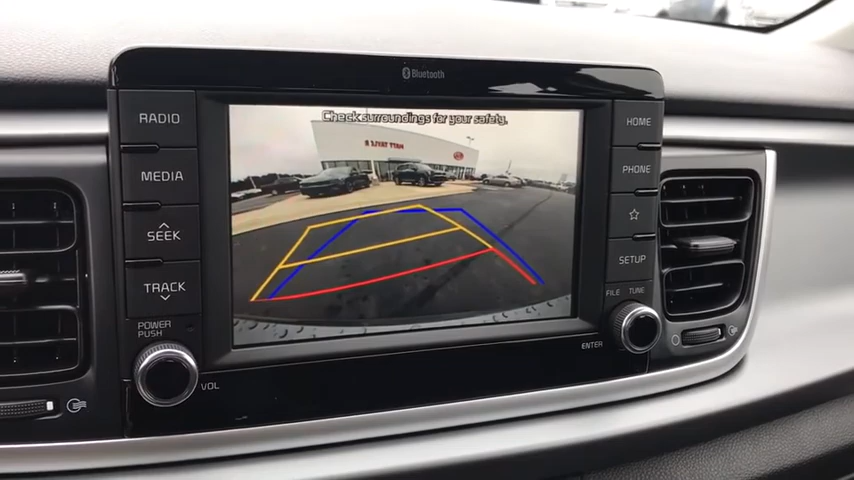 Bluetooth
RADIO
MEDIA
SEEK
TRACK
POWER
PUSH
VOL
Check surroundings for your safety.
HOME
PHONE
SETUP
FILE TUNE
ENTER